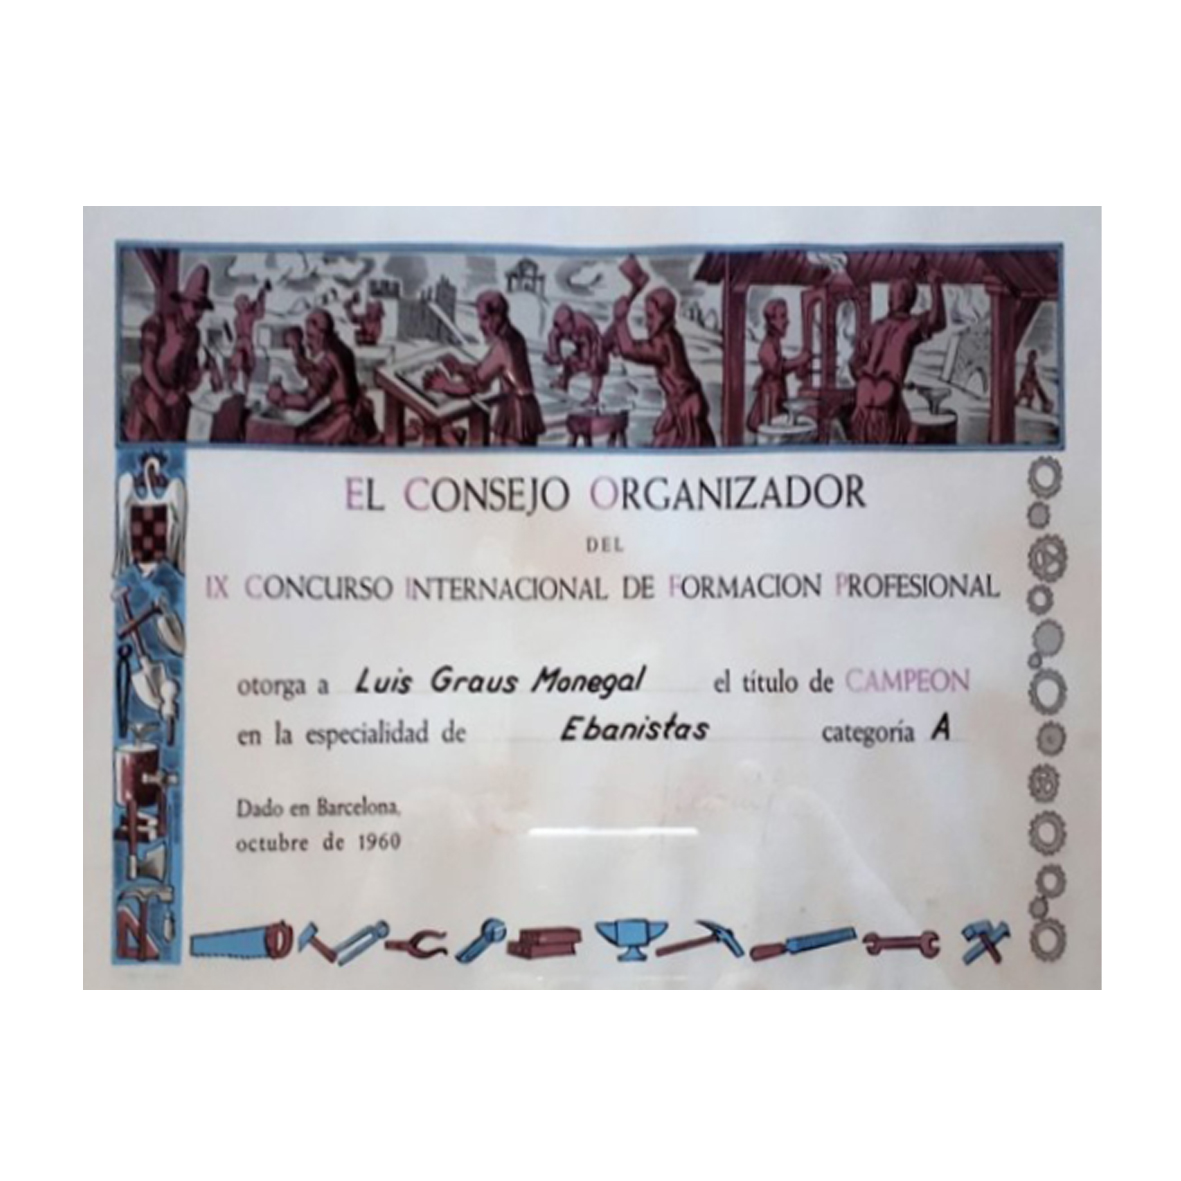 EL CONSEJO ORGANIZADOR
DEL
IX CONCURSO INTERNACIONAL DE FORMACION PROFESIONAL
otorga a Luis Graus Monegal el título de CAMPEON
en la especialidad de Ebanistas categoría A
Dado en Barcelona,
octubre de 1960